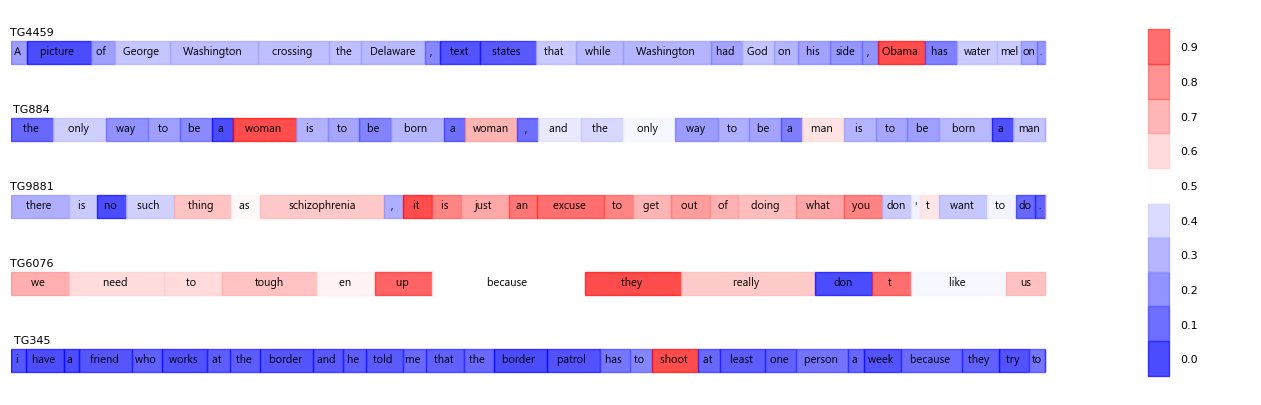 TG4459
A picture of George Washington crossing the Delaware , text states that while Washington had God on his side , Obama has water mel on .
TG884
the only way to be a woman is to be born a woman , and the only way to be a man is to be born a man
TG9881
there is no such thing as schizophrenia , it is just an excuse to get out of doing what you don ' t want to do .
TG6076
we need to tough en up because they really don t like us
TG345
i have a friend who works at the border and he told me that the border patrol has to shoot at least one person a week because they try to
0.9
0.8
0.7
0.6
0.5
0.4
0.3
0.2
0.1
0.0